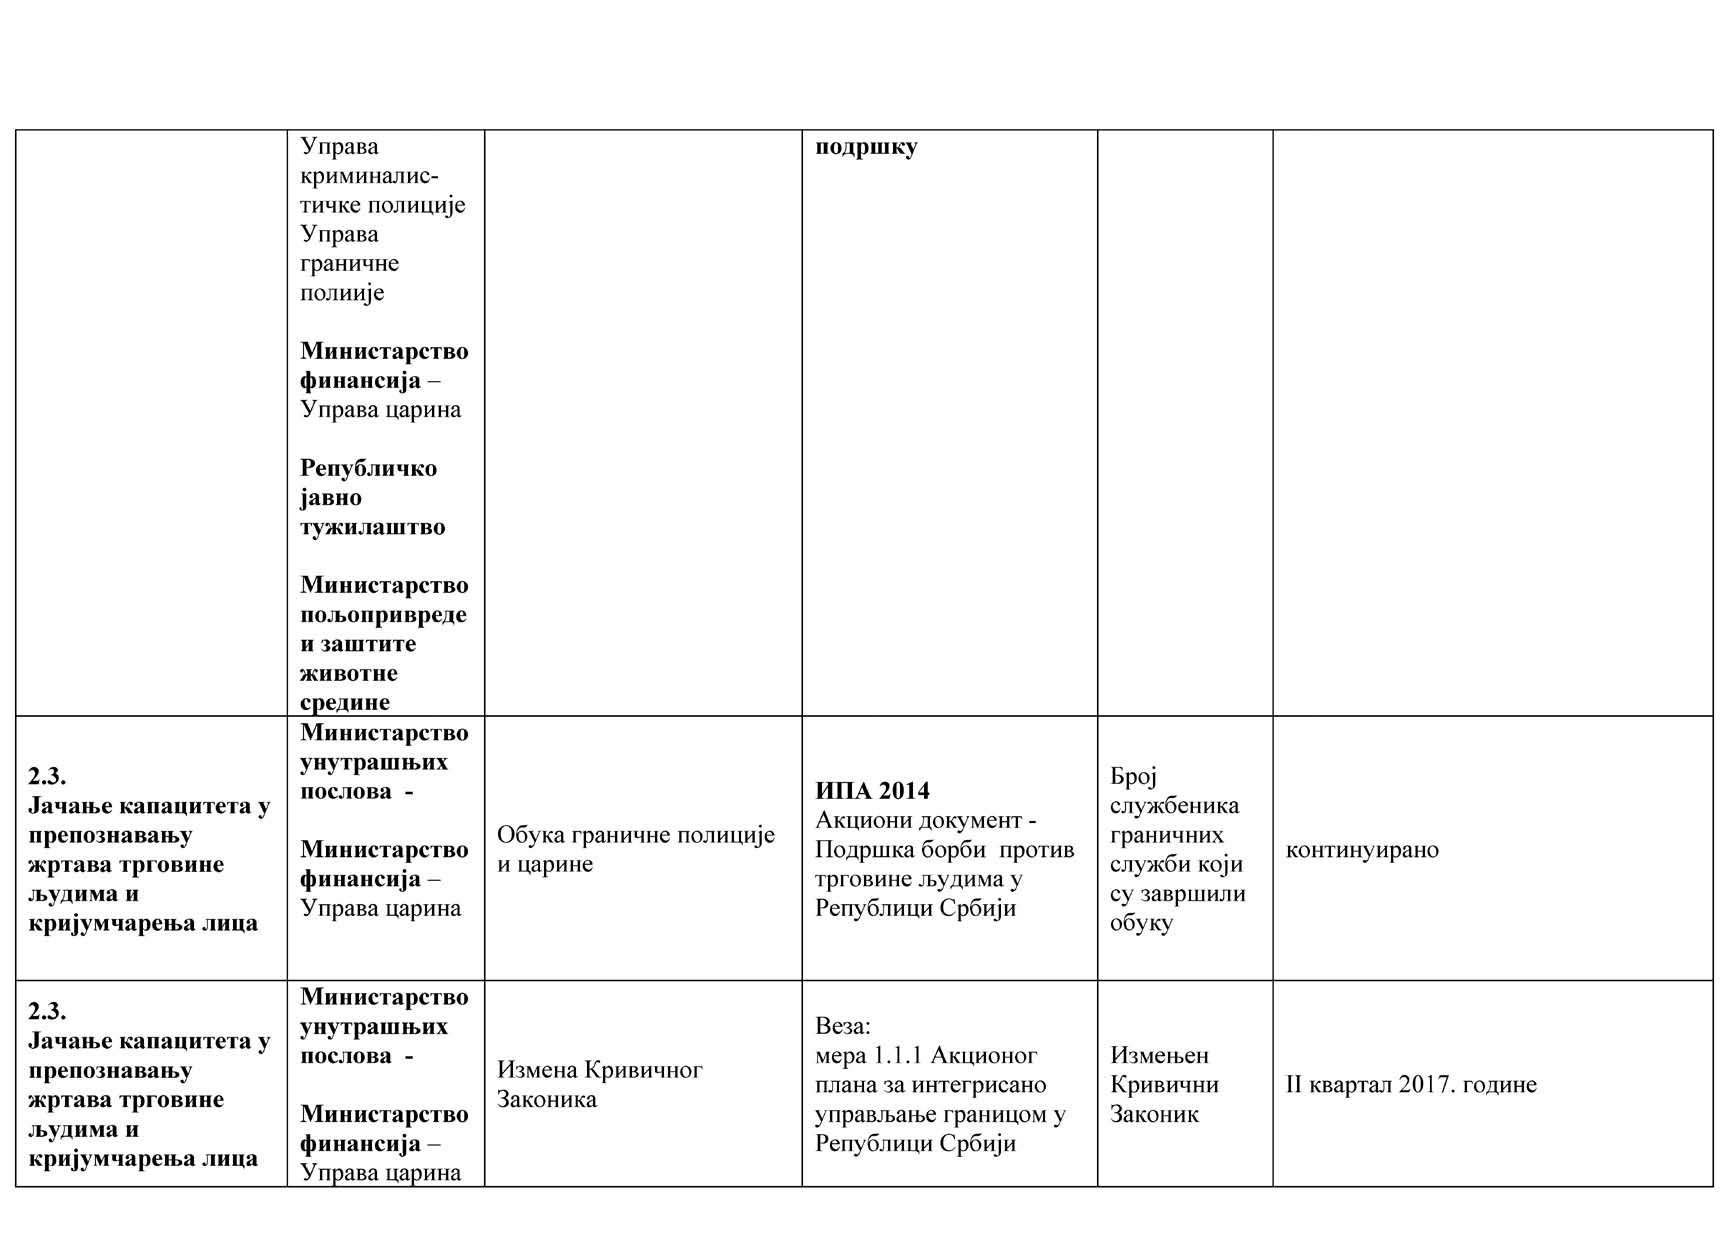 Управа
криминалис-
тичке полиције
Управа
граничне
полиије
Министарство
финансија –
Управа царина
Републичко
јавно
тужилаштво
Министарство
пољопривреде
и заштите
животне
средине
подршку
2.3.
Јачање капацитета у
препознавању
жртава трговине
људима и
кријумчарења лица
Министарство
унутрашњих
послова -
Министарство
финансија –
Управа царина
Обука граничне полиције
и царине
ИПА 2014
Акциони документ -
Подршка борби против
трговине људима у
Републици Србији
Број
службеника
граничних
служби који
су завршили
обуку
континуирано
2.3.
Јачање капацитета у
препознавању
жртава трговине
људима и
кријумчарења лица
Министарство
унутрашњих
послова -
Министарство
финансија –
Управа царина
Измена Кривичног
Законика
Веза:
мера 1.1.1 Акционог
плана за интегрисано
управљање границом у
Републици Србији
Измењен
Кривични
Законик
II квартал 2017. године